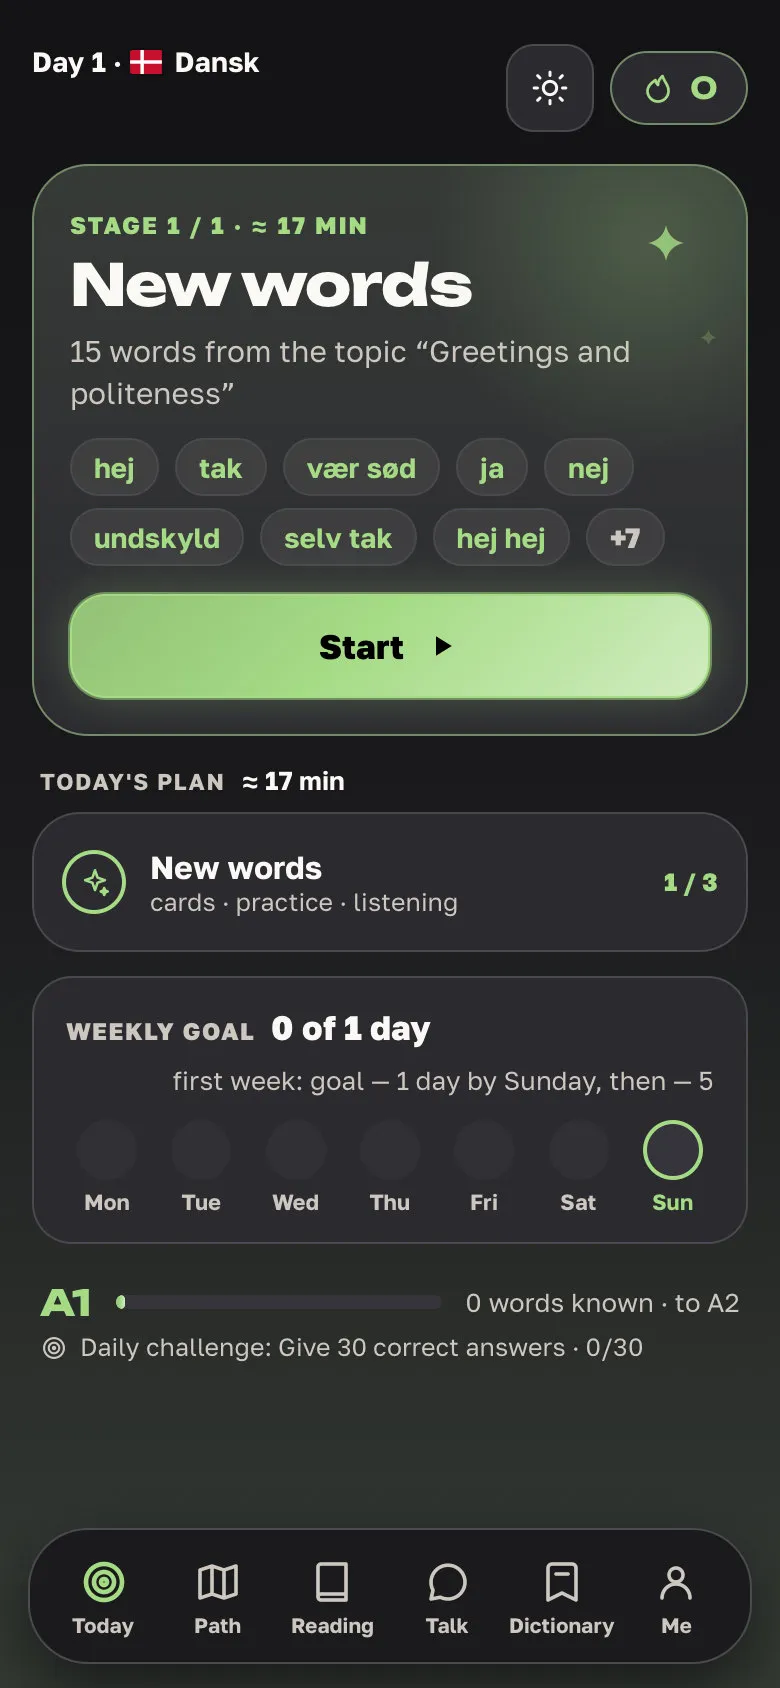 Day 1 · Dansk
0
STAGE 1 / 1 · ≈ 17 MIN
New words
15 words from the topic “Greetings and
politeness”
hej tak vær sød ja nej
undskyld selv tak hej hej +7
Start
TODAY'S PLAN ≈ 17 min
New words
cards · practice · listening
1 / 3
WEEKLY GOAL 0 of 1 day
first week: goal — 1 day by Sunday, then — 5
Mon Tue Wed Thu Fri Sat Sun
A1 0 words known · to A2
Daily challenge: Give 30 correct answers · 0/30
Today Path Reading Talk Dictionary Me